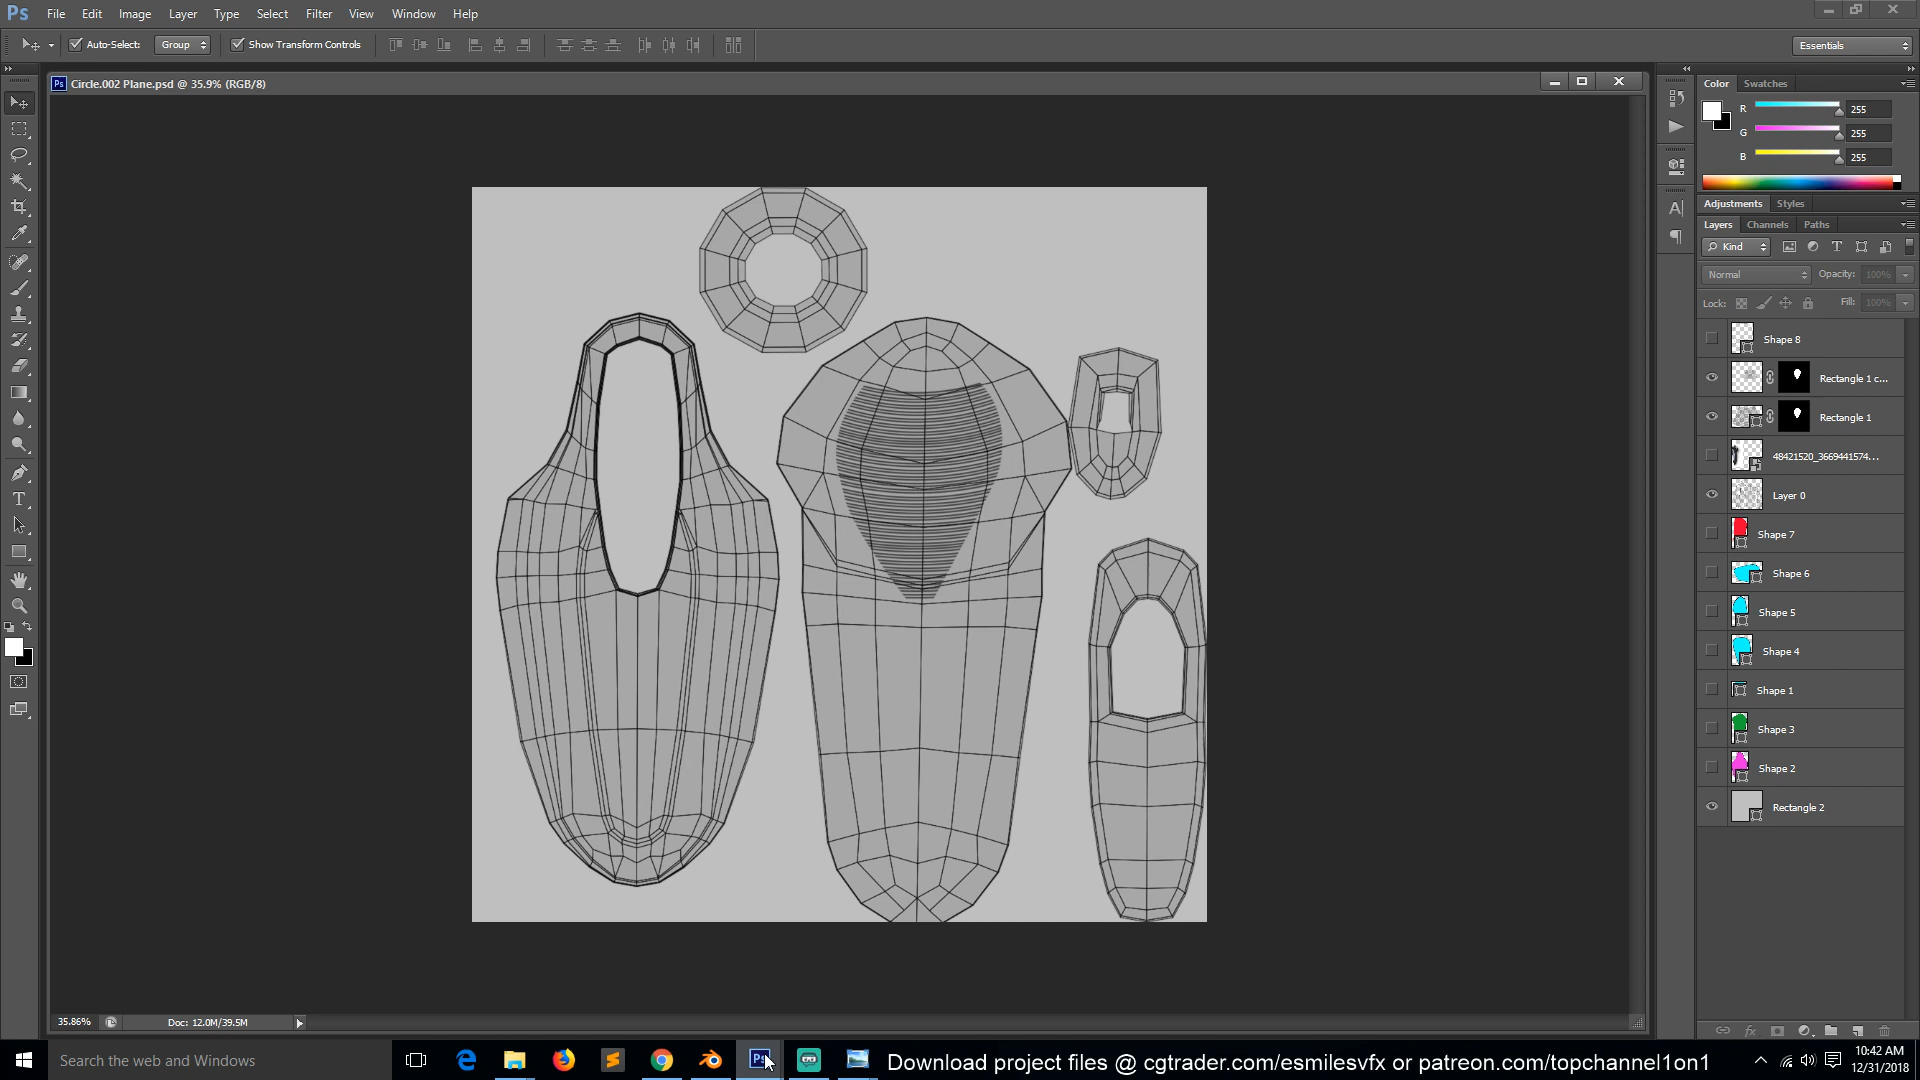 Ps File Edit Image Layer Type Select Filter View Window Help
Auto-Select: Group Show Transform Controls Essentials
Ps Circle.002 Plane.psd @ 35.9% (RGB/8)
Color Swatches
R 255
G 255
B 255
Adjustments Styles
Layers Channels Paths
Kind
Normal Opacity: 100%
Lock: Fill: 100%
Shape 8
Rectangle 1 c...
Rectangle 1
48421520_3669441574...
Layer 0
Shape 7
Shape 6
Shape 5
Shape 4
Shape 1
Shape 3
Shape 2
Rectangle 2
35.86% Doc: 12.0M/39.5M
Search the web and Windows
Download project files @ cgtrader.com/esmilesvfx or patreon.com/topchannel1on1
10:42 AM
12/31/2018